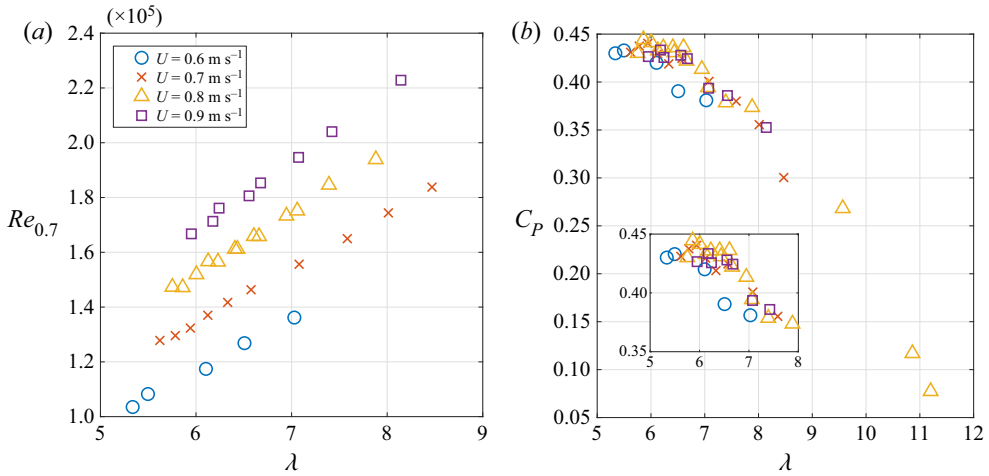 (a)
(×10⁵)
2.4
2.2
2.0
1.8
1.6
1.4
1.2
1.0
Re₀.₇
U = 0.6 m s⁻¹
U = 0.7 m s⁻¹
U = 0.8 m s⁻¹
U = 0.9 m s⁻¹
5 6 7 8 9
λ
(b)
0.45
0.40
0.35
0.30
0.25
0.20
0.15
0.10
0.05
C_P
0.45
0.40
0.35
5 6 7 8
5 6 7 8 9 10 11 12
λ